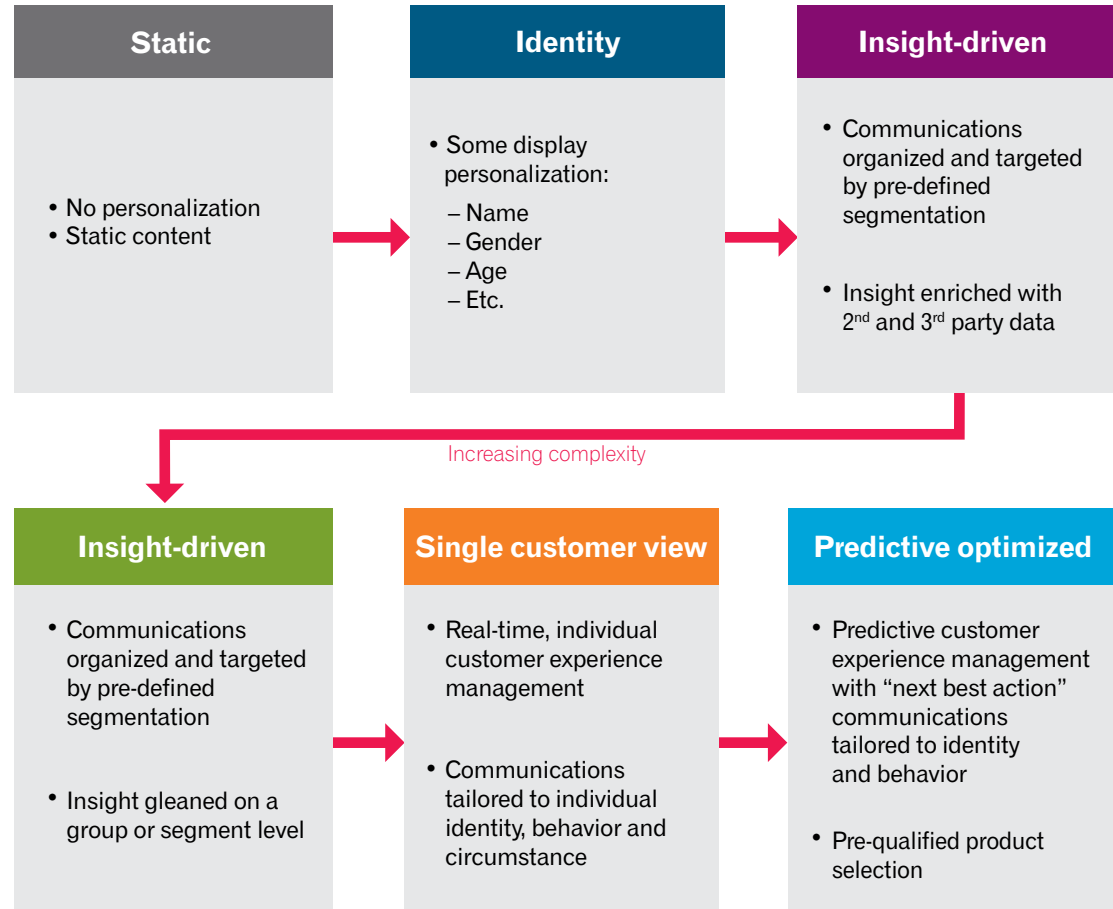 Static
• No personalization
• Static content
Identity
• Some display
personalization:
– Name
– Gender
– Age
– Etc.
Insight-driven
• Communications
organized and targeted
by pre-defined
segmentation
• Insight enriched with
2nd and 3rd party data
Increasing complexity
Insight-driven
• Communications
organized and targeted
by pre-defined
segmentation
• Insight gleaned on a
group or segment level
Single customer view
• Real-time, individual
customer experience
management
• Communications
tailored to individual
identity, behavior and
circumstance
Predictive optimized
• Predictive customer
experience management
with “next best action”
communications
tailored to identity
and behavior
• Pre-qualified product
selection